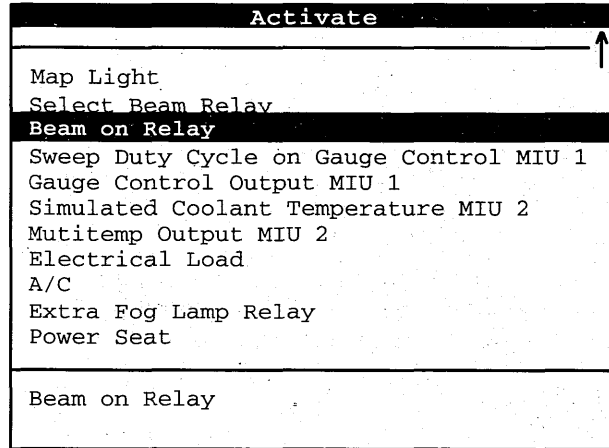 Activate
Map Light
Select Beam Relay
Beam on Relay
Sweep Duty Cycle on Gauge Control MIU 1
Gauge Control Output MIU 1
Simulated Coolant Temperature MIU 2
Mutitemp Output MIU 2
Electrical Load
A/C
Extra Fog Lamp Relay
Power Seat
Beam on Relay